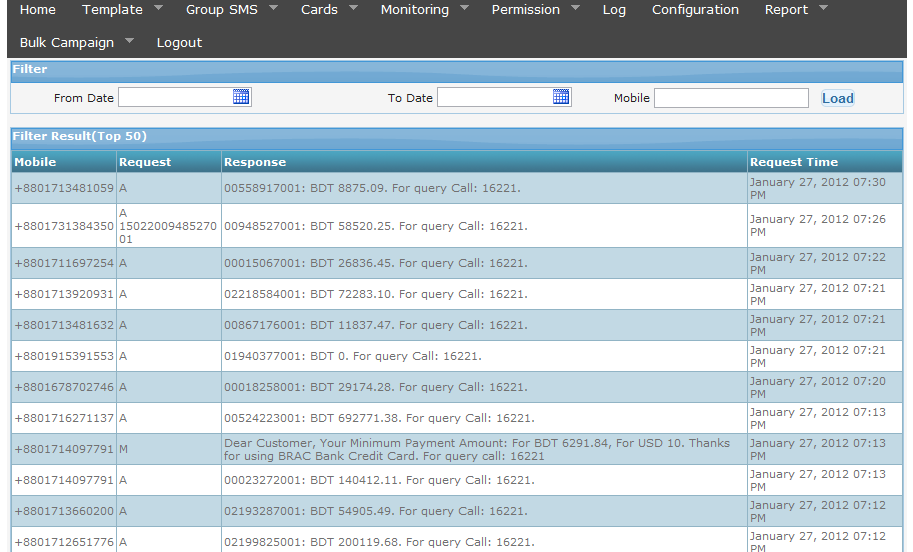 Home Template Group SMS Cards Monitoring Permission Log Configuration Report
Bulk Campaign Logout
Filter
From Date To Date Mobile Load
Filter Result(Top 50)
Mobile Request Response Request Time
+8801713481059 A 00558917001: BDT 8875.09. For query Call: 16221. January 27, 2012 07:30
PM
+8801731384350 A
15022009485270
01 00948527001: BDT 58520.25. For query Call: 16221. January 27, 2012 07:26
PM
+8801711697254 A 00015067001: BDT 26836.45. For query Call: 16221. January 27, 2012 07:22
PM
+8801713920931 A 02218584001: BDT 72283.10. For query Call: 16221. January 27, 2012 07:21
PM
+8801713481632 A 00867176001: BDT 11837.47. For query Call: 16221. January 27, 2012 07:21
PM
+8801915391553 A 01940377001: BDT 0. For query Call: 16221. January 27, 2012 07:21
PM
+8801678702746 A 00018258001: BDT 29174.28. For query Call: 16221. January 27, 2012 07:20
PM
+8801716271137 A 00524223001: BDT 692771.38. For query Call: 16221. January 27, 2012 07:13
PM
+8801714097791 M Dear Customer, Your Minimum Payment Amount: For BDT 6291.84, For USD 10. Thanks
for using BRAC Bank Credit Card. For query call: 16221 January 27, 2012 07:13
PM
+8801714097791 A 00023272001: BDT 140412.11. For query Call: 16221. January 27, 2012 07:13
PM
+8801713660200 A 02193287001: BDT 54905.49. For query Call: 16221. January 27, 2012 07:12
PM
+8801712651776 A 02199825001: BDT 200119.68. For query Call: 16221. January 27, 2012 07:12
PM